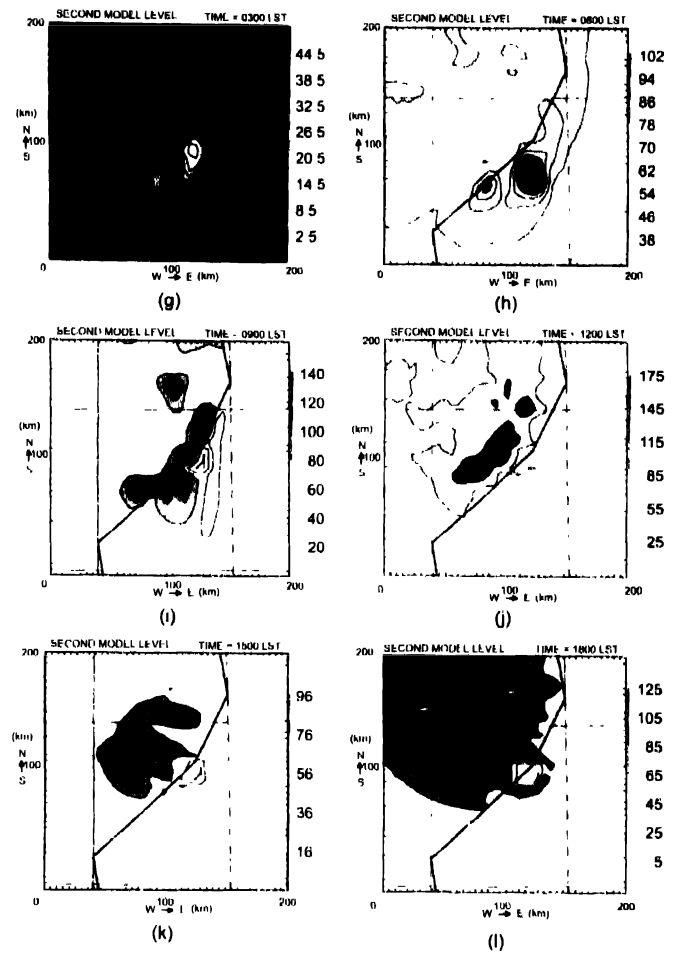 SECOND MODEL LEVEL TIME = 0300 LST
200
44 5
38 5
32 5
26 5
20 5
14 5
8 5
2 5
(km)
N
100
S
0 100 200
W → E (km)
(g)
SECOND MODEL LEVEL TIME = 0800 LST
200
102
94
86
78
70
62
54
46
38
(km)
N
100
S
0 100 200
W → E (km)
(h)
SECOND MODEL LEVEL TIME = 0900 LST
200
140
120
100
80
60
40
20
(km)
N
100
S
0 100 200
W → E (km)
(i)
SECOND MODEL LEVEL TIME = 1200 LST
200
175
145
115
85
55
25
(km)
N
100
S
0 100 200
W → E (km)
(j)
SECOND MODEL LEVEL TIME = 1500 LST
200
96
76
56
36
16
(km)
N
100
S
0 100 200
W → E (km)
(k)
SECOND MODEL LEVEL TIME = 1800 LST
200
125
105
85
65
45
25
5
(km)
N
100
S
0 100 200
W → E (km)
(l)